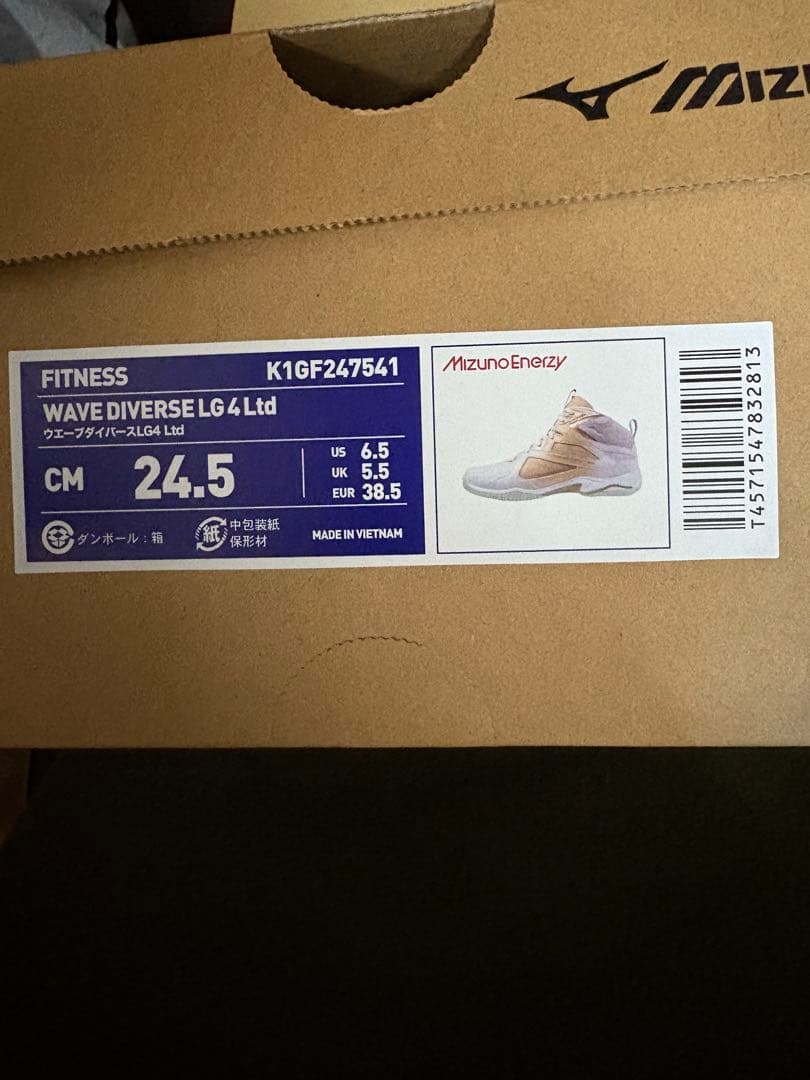 MIZU
FITNESS K1GF247541
WAVE DIVERSE LG 4 Ltd
ウエーブダイバースLG4 Ltd
CM 24.5
US 6.5
UK 5.5
EUR 38.5
ダンボール：箱
紙 中包装紙
保形材
MADE IN VIETNAM
MIZUNO ENERZY
T4571547832813